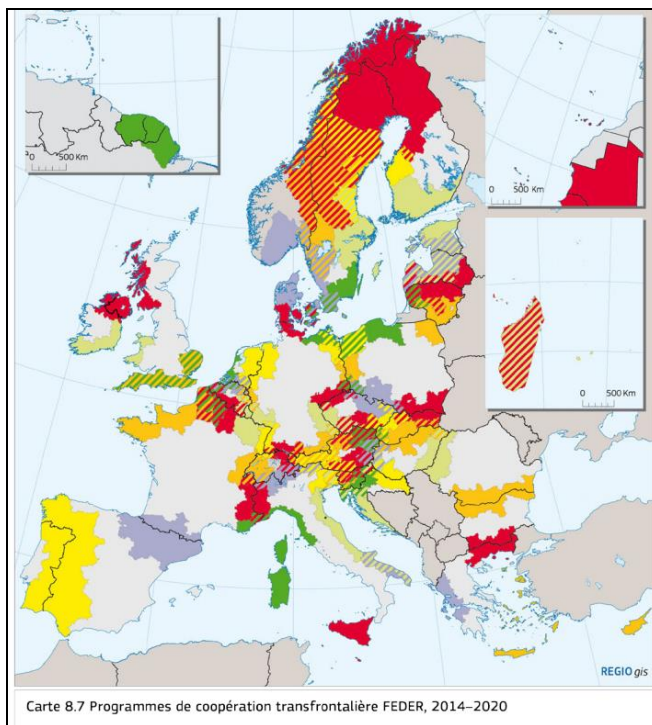 0 500 Km
0 500 Km
0 500 Km
REGIOgis
Carte 8.7 Programmes de coopération transfrontalière FEDER, 2014–2020